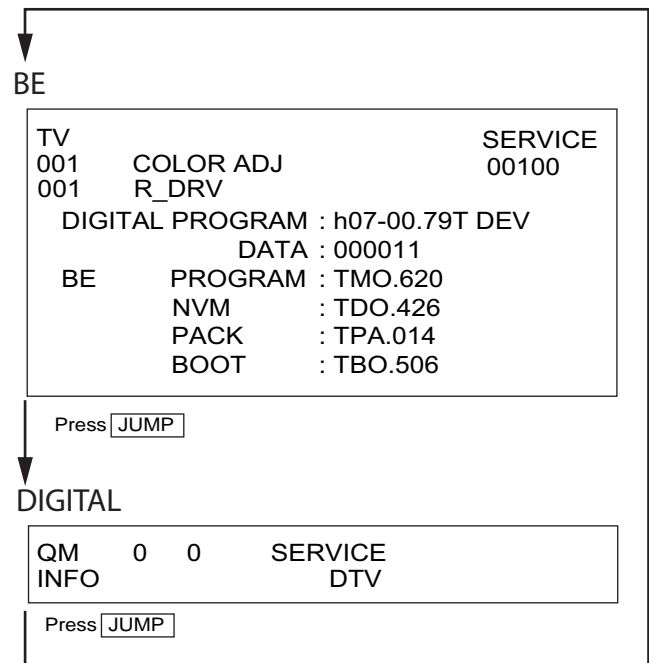 BE
TV SERVICE
001 COLOR ADJ 00100
001 R_DRV
DIGITAL PROGRAM : h07-00.79T DEV
DATA : 000011
BE PROGRAM : TMO.620
NVM : TDO.426
PACK : TPA.014
BOOT : TBO.506
Press JUMP
DIGITAL
QM 0 0 SERVICE
INFO DTV
Press JUMP